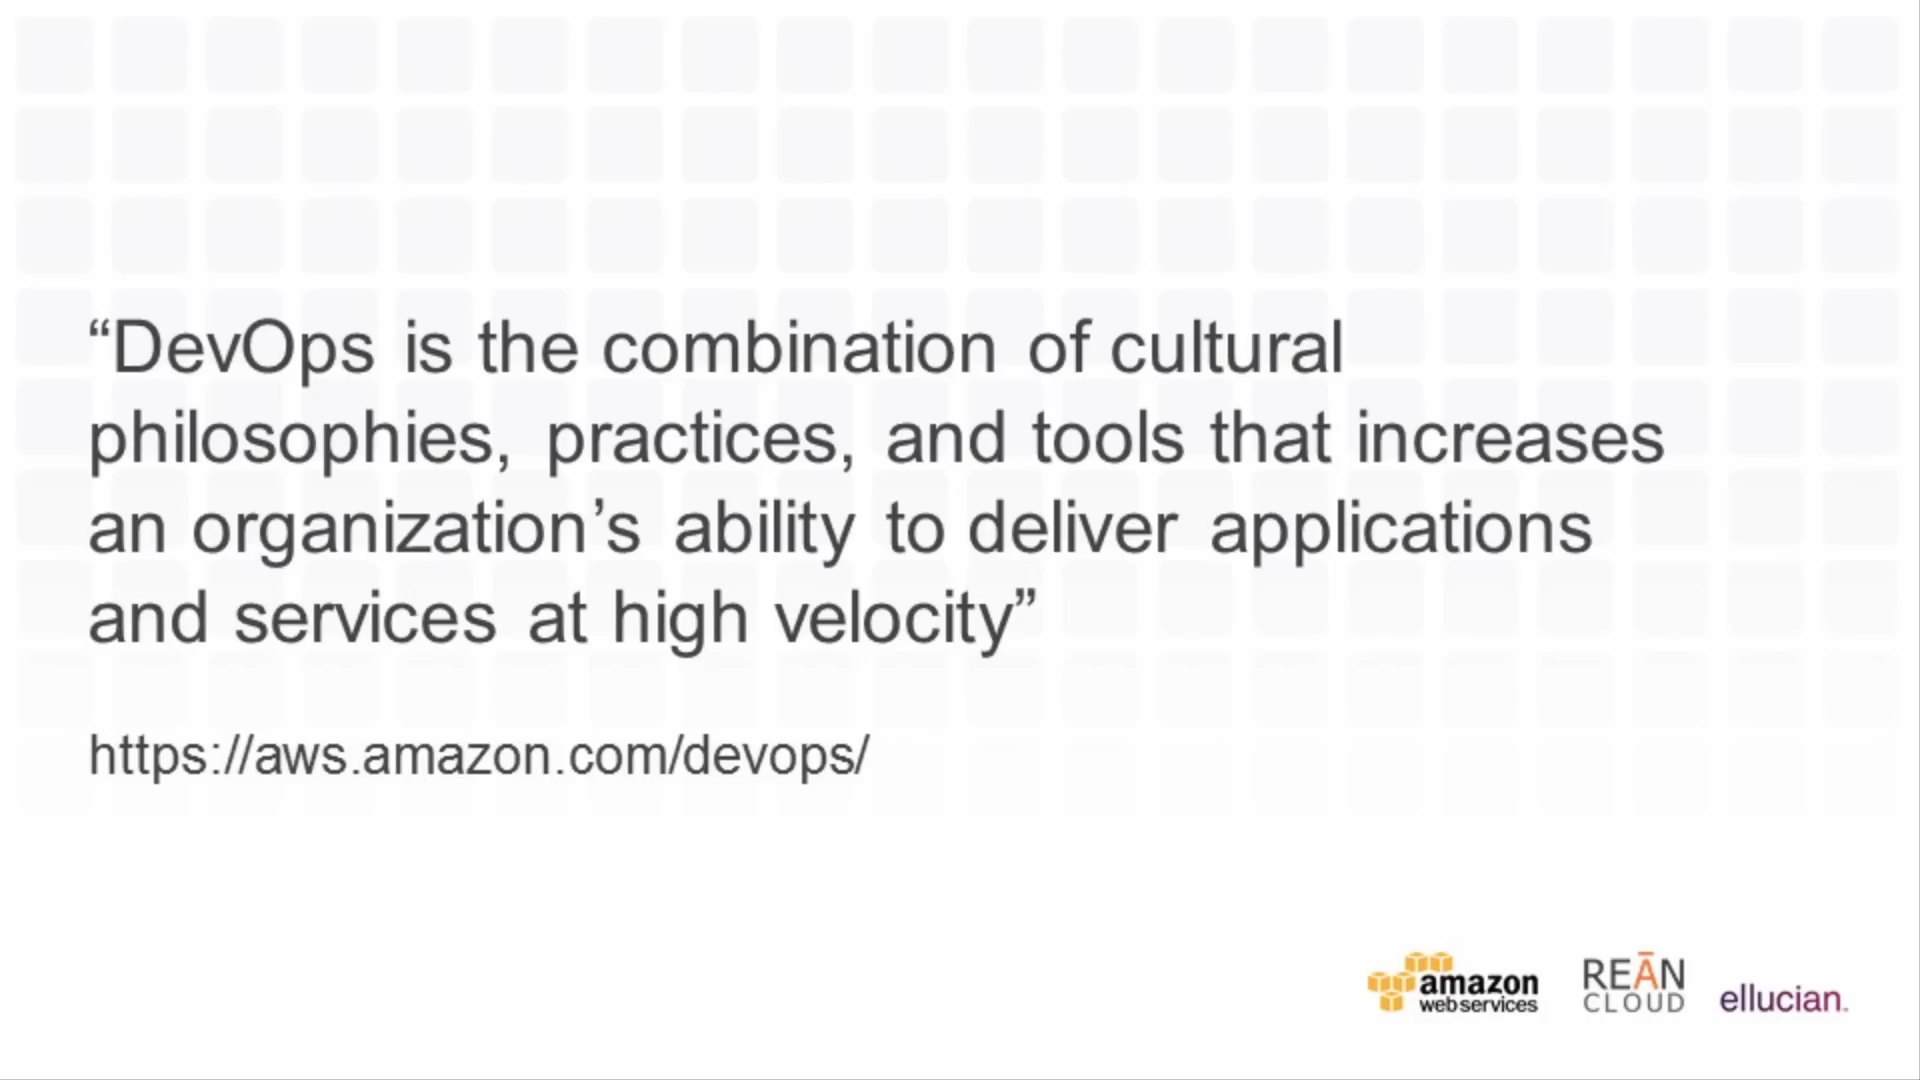 “DevOps is the combination of cultural
philosophies, practices, and tools that increases
an organization’s ability to deliver applications
and services at high velocity”
https://aws.amazon.com/devops/
amazon
webservices
REĀN
CLOUD
ellucian.